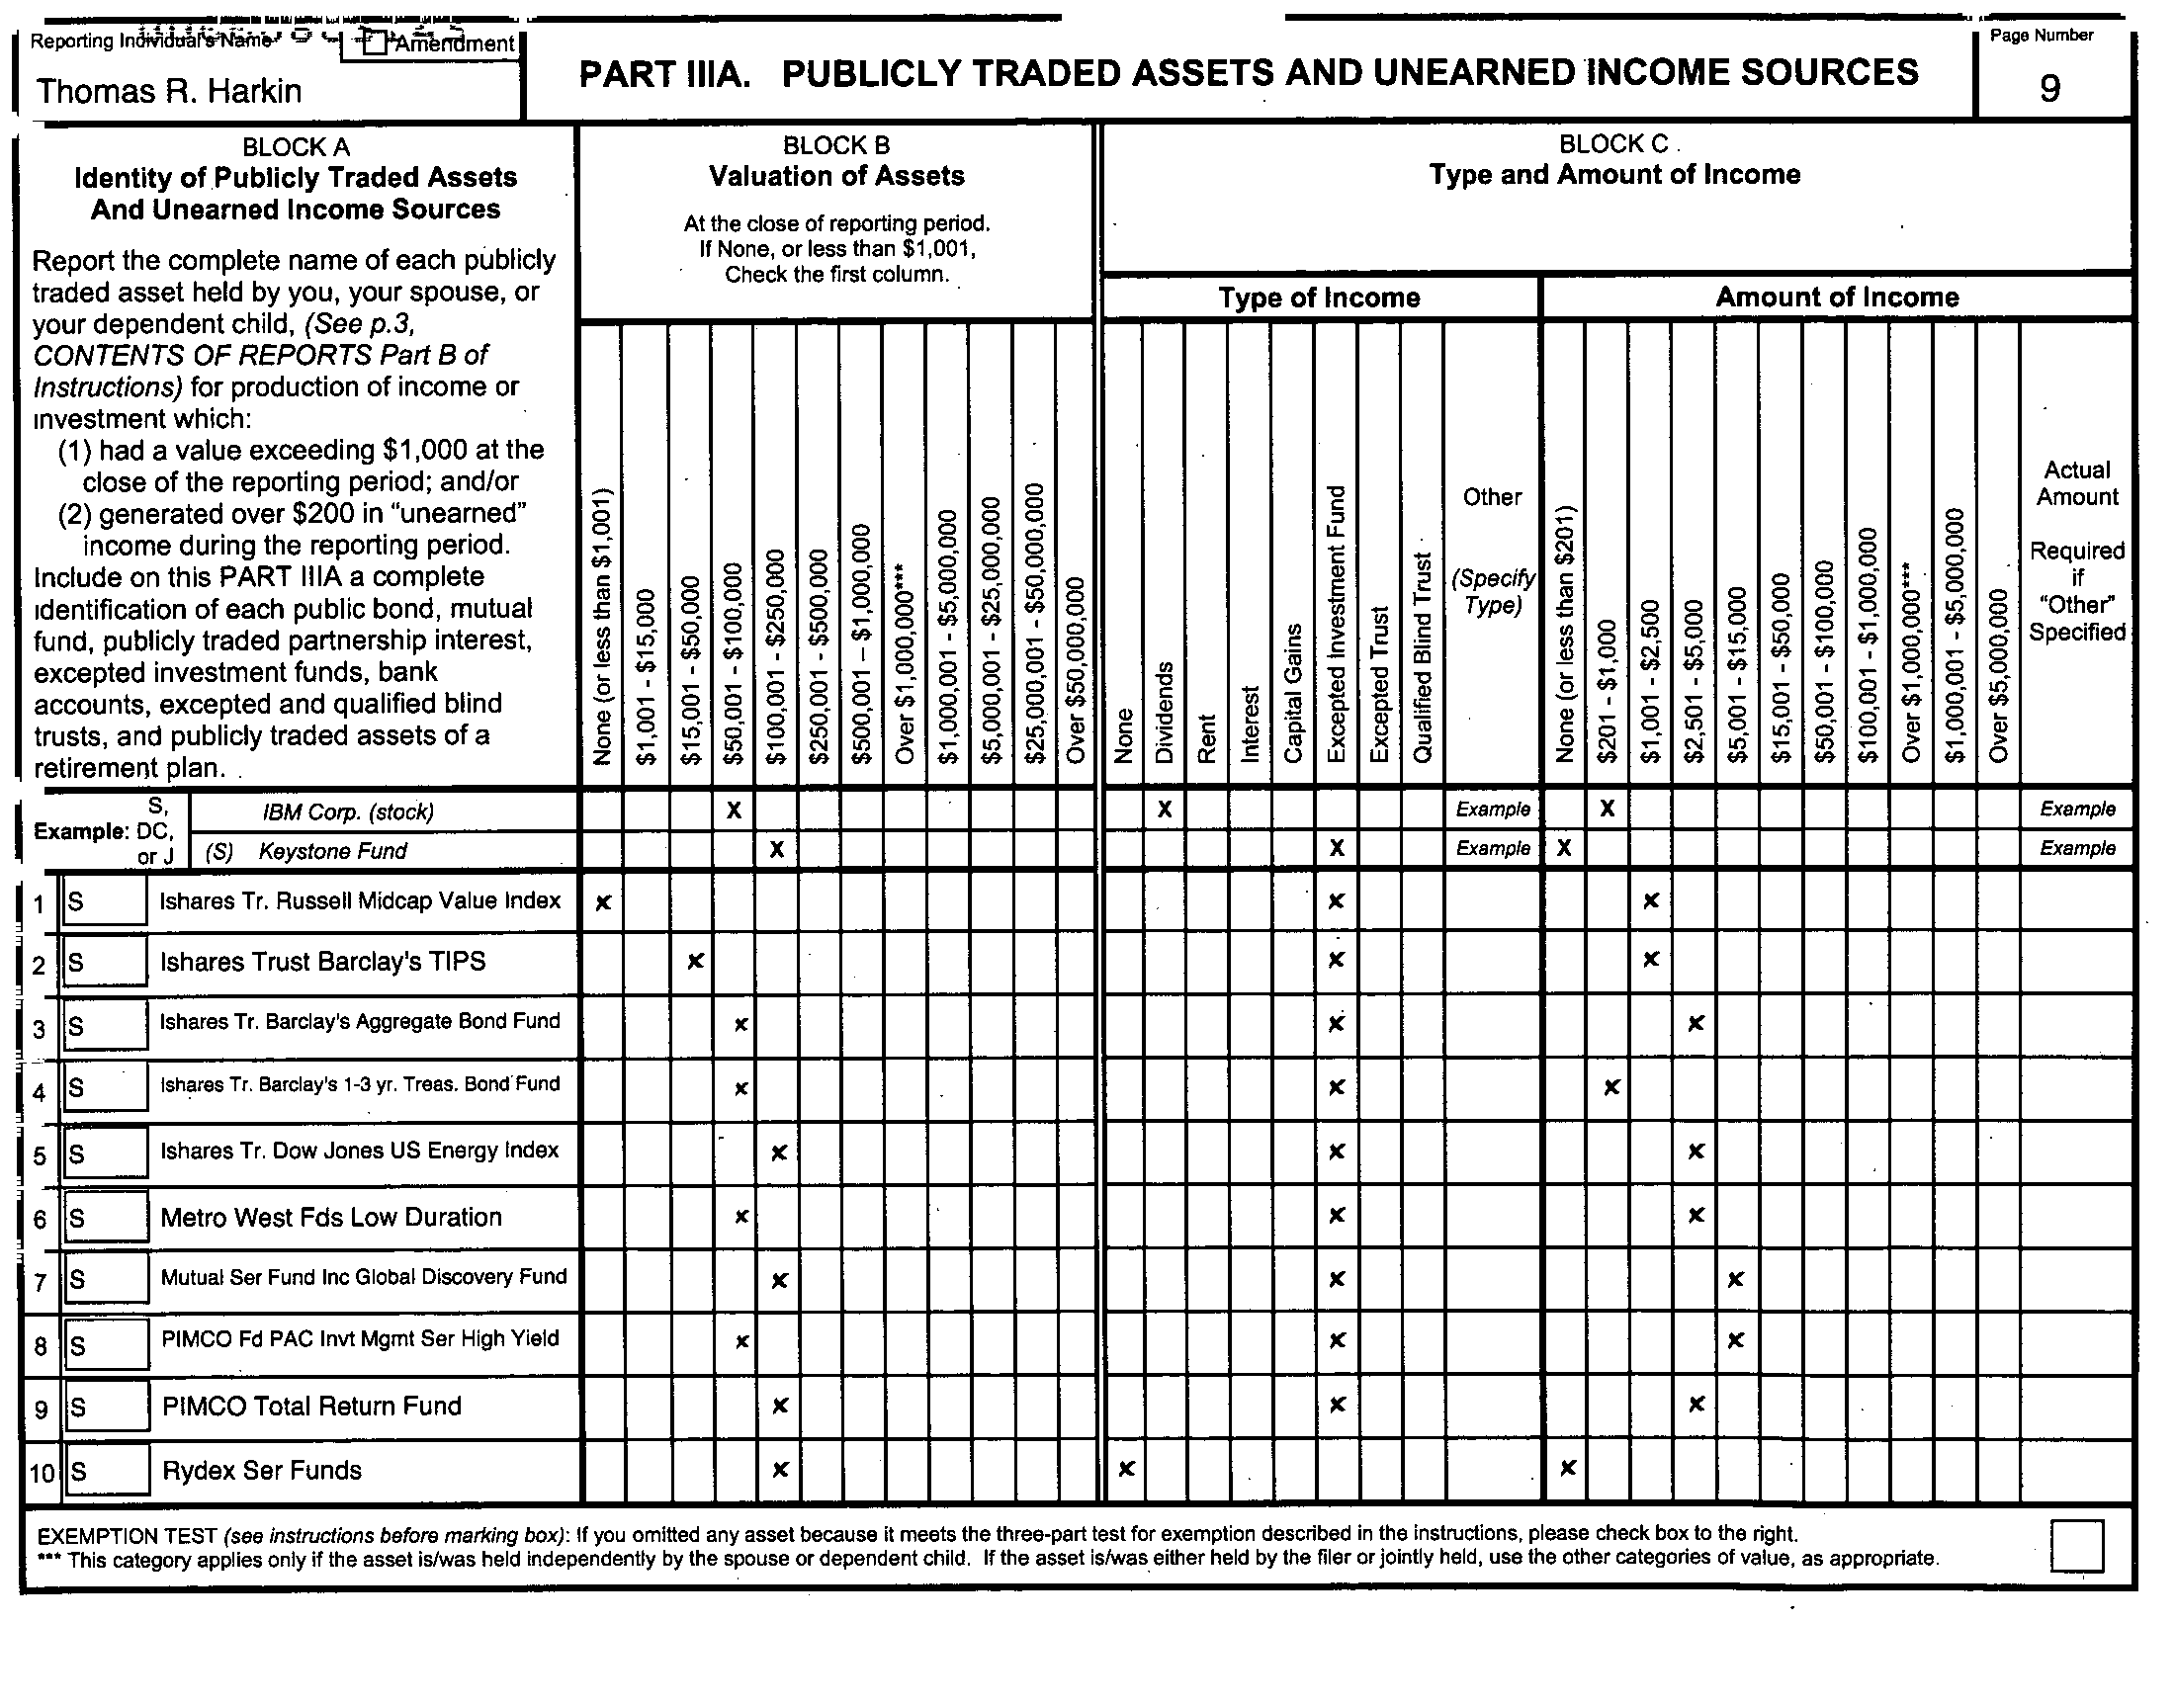 Reporting Individual's Name
Amendment
Thomas R. Harkin
PART IIIA. PUBLICLY TRADED ASSETS AND UNEARNED INCOME SOURCES
Page Number
9
BLOCK A
Identity of Publicly Traded Assets
And Unearned Income Sources
Report the complete name of each publicly
traded asset held by you, your spouse, or
your dependent child, (See p.3,
CONTENTS OF REPORTS Part B of
Instructions) for production of income or
investment which:
(1) had a value exceeding $1,000 at the
close of the reporting period; and/or
(2) generated over $200 in "unearned"
income during the reporting period.
Include on this PART IIIA a complete
identification of each public bond, mutual
fund, publicly traded partnership interest,
excepted investment funds, bank
accounts, excepted and qualified blind
trusts, and publicly traded assets of a
retirement plan.
BLOCK B
Valuation of Assets
At the close of reporting period.
If None, or less than $1,001,
Check the first column.
None (or less than $1,001)
$1,001 - $15,000
$15,001 - $50,000
$50,001 - $100,000
$100,001 - $250,000
$250,001 - $500,000
$500,001 – $1,000,000
Over $1,000,000***
$1,000,001 - $5,000,000
$5,000,001 - $25,000,000
$25,000,001 - $50,000,000
Over $50,000,000
BLOCK C
Type and Amount of Income
Type of Income
None
Dividends
Rent
Interest
Capital Gains
Excepted Investment Fund
Excepted Trust
Qualified Blind Trust
Other
(Specify
Type)
Amount of Income
None (or less than $201)
$201 - $1,000
$1,001 - $2,500
$2,501 - $5,000
$5,001 - $15,000
$15,001 - $50,000
$50,001 - $100,000
$100,001 - $1,000,000
Over $1,000,000***
$1,000,001 - $5,000,000
Over $5,000,000
Actual
Amount
Required
if
"Other"
Specified
Example: S, DC, or J
IBM Corp. (stock) X X Example X Example
(S) Keystone Fund X X Example X Example
1 S Ishares Tr. Russell Midcap Value Index x x x
2 S Ishares Trust Barclay's TIPS x x x
3 S Ishares Tr. Barclay's Aggregate Bond Fund x x x
4 S Ishares Tr. Barclay's 1-3 yr. Treas. Bond Fund x x x
5 S Ishares Tr. Dow Jones US Energy Index x x x
6 S Metro West Fds Low Duration x x x
7 S Mutual Ser Fund Inc Global Discovery Fund x x x
8 S PIMCO Fd PAC Invt Mgmt Ser High Yield x x x
9 S PIMCO Total Return Fund x x x
10 S Rydex Ser Funds x x x
EXEMPTION TEST (see instructions before marking box): If you omitted any asset because it meets the three-part test for exemption described in the instructions, please check box to the right.
*** This category applies only if the asset is/was held independently by the spouse or dependent child. If the asset is/was either held by the filer or jointly held, use the other categories of value, as appropriate.